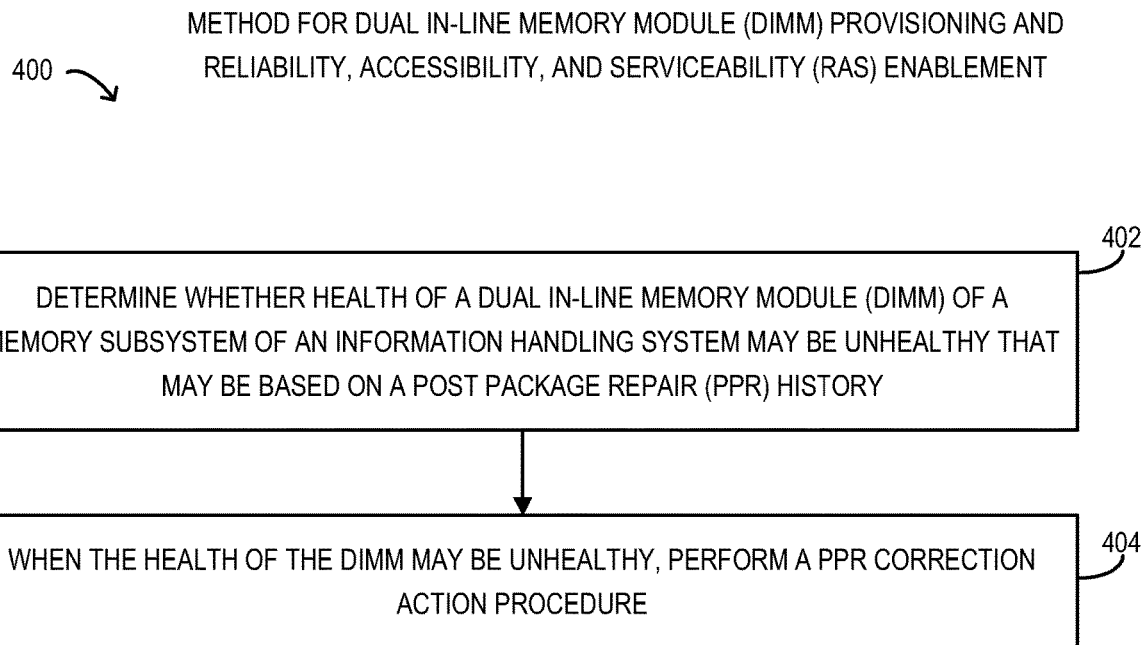 METHOD FOR DUAL IN-LINE MEMORY MODULE (DIMM) PROVISIONING AND
400
RELIABILITY, ACCESSIBILITY, AND SERVICEABILITY (RAS) ENABLEMENT
402
DETERMINE WHETHER HEALTH OF A DUAL IN-LINE MEMORY MODULE (DIMM) OF A
MEMORY SUBSYSTEM OF AN INFORMATION HANDLING SYSTEM MAY BE UNHEALTHY THAT
MAY BE BASED ON A POST PACKAGE REPAIR (PPR) HISTORY
404
WHEN THE HEALTH OF THE DIMM MAY BE UNHEALTHY, PERFORM A PPR CORRECTION
ACTION PROCEDURE